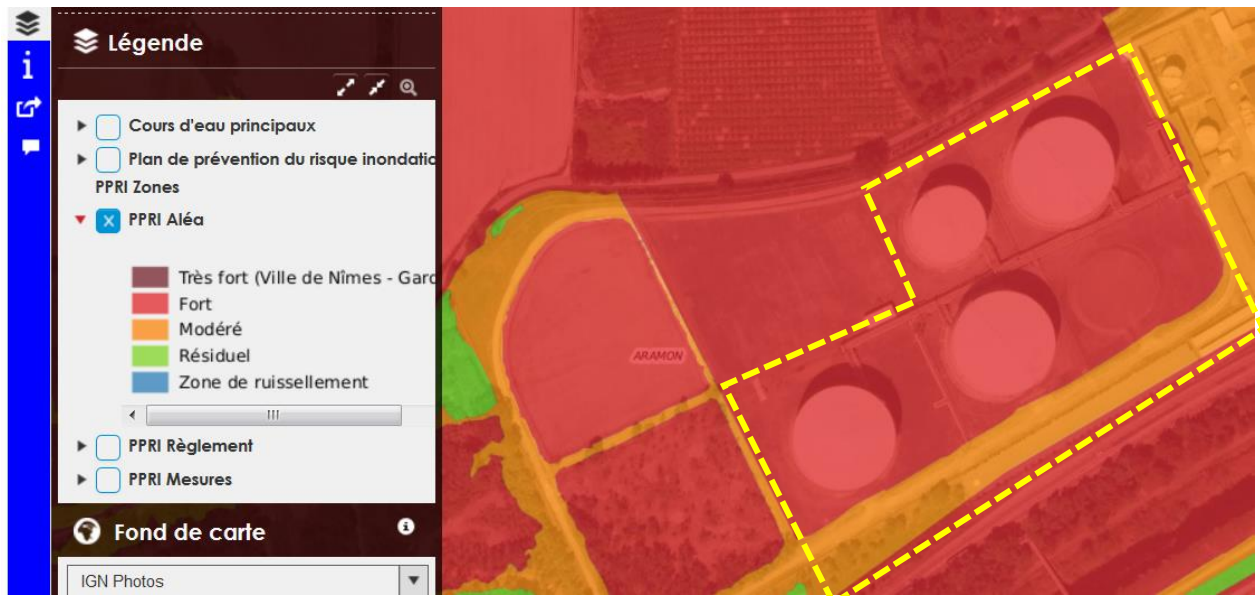 Légende
Cours d'eau principaux
Plan de prévention du risque inondatio
PPRI Zones
PPRI Aléa
Très fort (Ville de Nîmes - Gard
Fort
Modéré
Résiduel
Zone de ruissellement
PPRI Règlement
PPRI Mesures
Fond de carte
IGN Photos
ARAMON